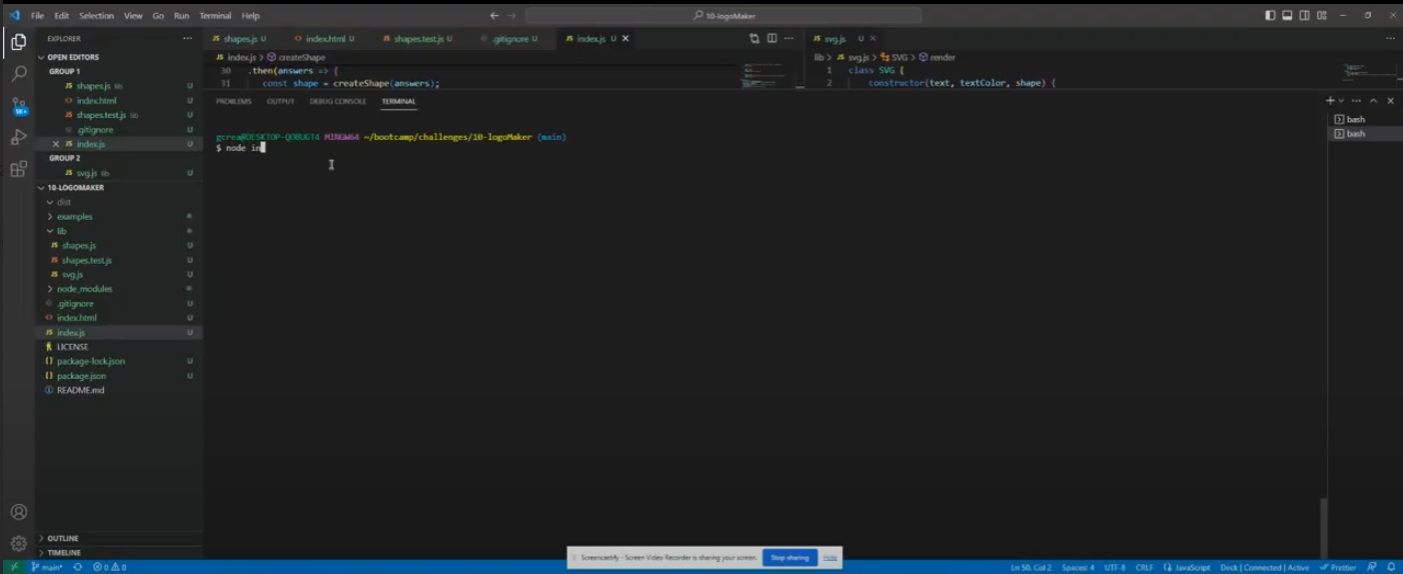 File Edit Selection View Go Run Terminal Help
10-logoMaker
EXPLORER
OPEN EDITORS
GROUP 1
JS shapes.js lib U
<> index.html U
JS shapes.test.js lib U
.gitignore U
JS index.js U
GROUP 2
JS svg.js lib U
10-LOGOMAKER
dist
examples
lib
JS shapes.js U
JS shapes.test.js U
JS svg.js U
node_modules
.gitignore U
<> index.html U
JS index.js U
LICENSE
{} package-lock.json U
{} package.json U
README.md
OUTLINE
TIMELINE
JS shapes.js U <> index.html U JS shapes.test.js U .gitignore U JS index.js U
JS index.js > createShape
30 .then(answers => {
31 const shape = createShape(answers);
JS svg.js U
lib > JS svg.js > SVG > render
1 class SVG {
2 constructor(text, textColor, shape) {
PROBLEMS OUTPUT DEBUG CONSOLE TERMINAL
gcrea@DESKTOP-QOBUGT4 MINGW64 ~/bootcamp/challenges/10-logoMaker (main)
$ node in
bash
bash
Screencastify - Screen Video Recorder is sharing your screen. Stop sharing Hide
main* 0 0 Ln 50, Col 2 Spaces: 4 UTF-8 CRLF {} JavaScript Deck | Connected | Active Prettier